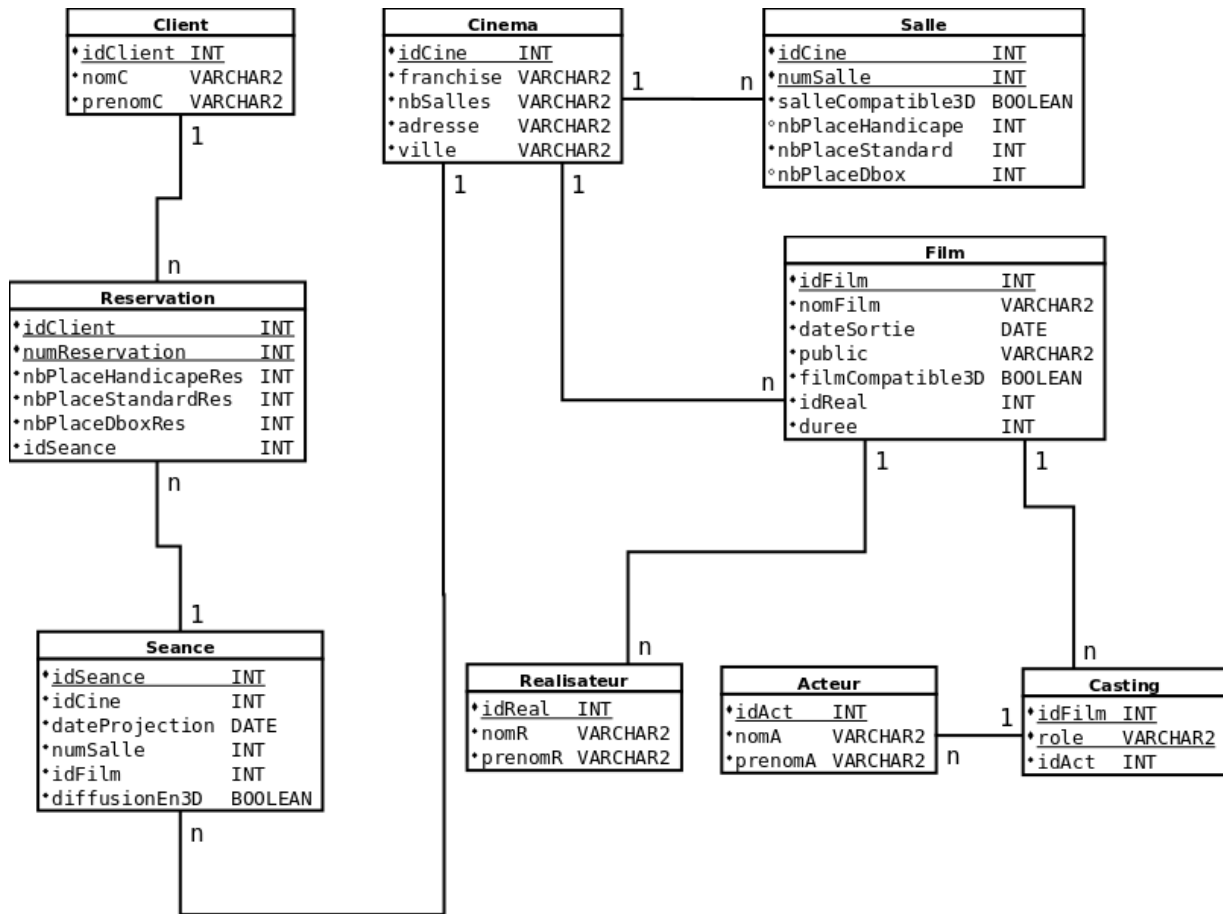 Client
idClient INT
nomC VARCHAR2
prenomC VARCHAR2
1
n
Cinema
idCine INT
franchise VARCHAR2
nbSalles VARCHAR2
adresse VARCHAR2
ville VARCHAR2
1
n
1
1
Salle
idCine INT
numSalle INT
salleCompatible3D BOOLEAN
nbPlaceHandicape INT
nbPlaceStandard INT
nbPlaceDbox INT
Reservation
idClient INT
numReservation INT
nbPlaceHandicapeRes INT
nbPlaceStandardRes INT
nbPlaceDboxRes INT
idSeance INT
n
1
Film
idFilm INT
nomFilm VARCHAR2
dateSortie DATE
public VARCHAR2
filmCompatible3D BOOLEAN
idReal INT
duree INT
n
1
1
n
n
Seance
idSeance INT
idCine INT
dateProjection DATE
numSalle INT
idFilm INT
diffusionEn3D BOOLEAN
n
Realisateur
idReal INT
nomR VARCHAR2
prenomR VARCHAR2
Acteur
idAct INT
nomA VARCHAR2
prenomA VARCHAR2
n
1
Casting
idFilm INT
role VARCHAR2
idAct INT